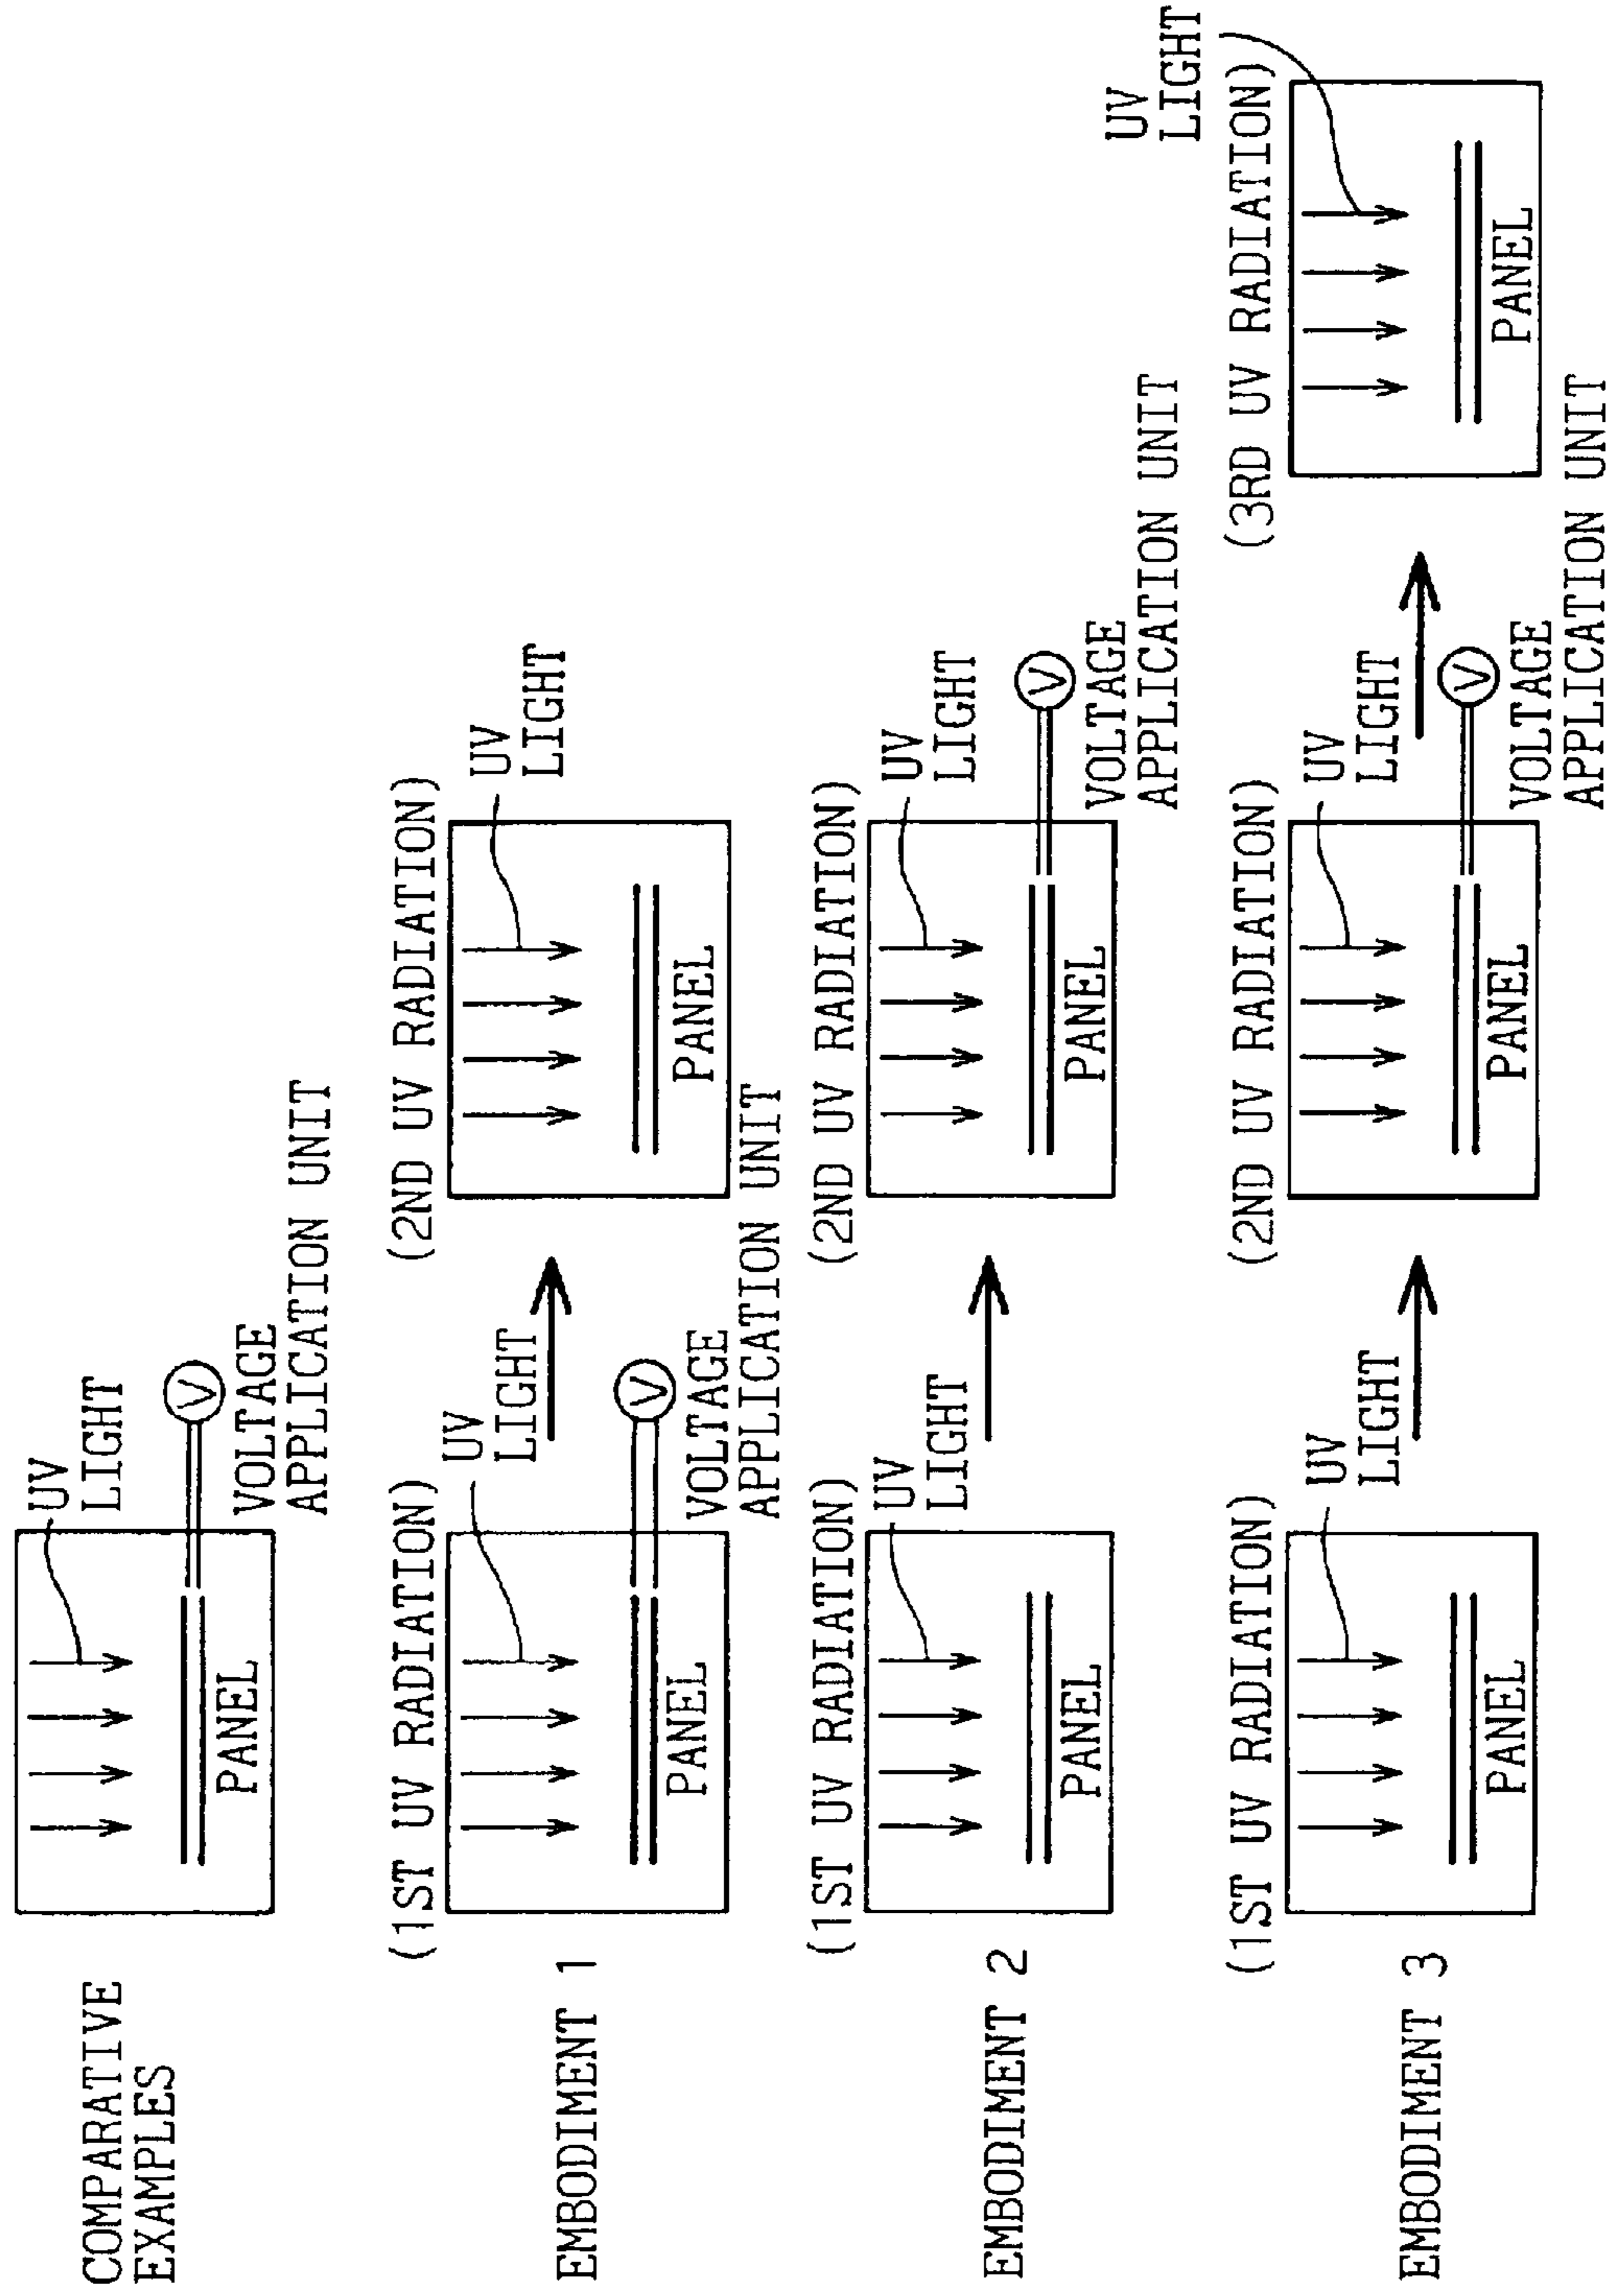 COMPARATIVE
EXAMPLES
UV
LIGHT
PANEL
VOLTAGE
APPLICATION UNIT
EMBODIMENT 1
(1ST UV RADIATION)
UV
LIGHT
PANEL
VOLTAGE
APPLICATION UNIT
(2ND UV RADIATION)
UV
LIGHT
PANEL
EMBODIMENT 2
(1ST UV RADIATION)
UV
LIGHT
PANEL
(2ND UV RADIATION)
UV
LIGHT
PANEL
VOLTAGE
APPLICATION UNIT
EMBODIMENT 3
(1ST UV RADIATION)
UV
LIGHT
PANEL
(2ND UV RADIATION)
UV
LIGHT
PANEL
VOLTAGE
APPLICATION UNIT
(3RD UV RADIATION)
UV
LIGHT
PANEL
V
V
V
V